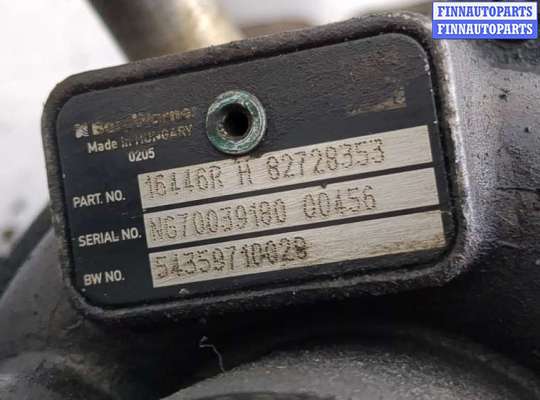 FINNAUTOPARTS
FINNAUTOPARTS
BorgWarner
Made in HUNGARY
0205
PART. NO. 16446R H 82728353
SERIAL NO. NG70039180 00456
BW NO. 54359710028